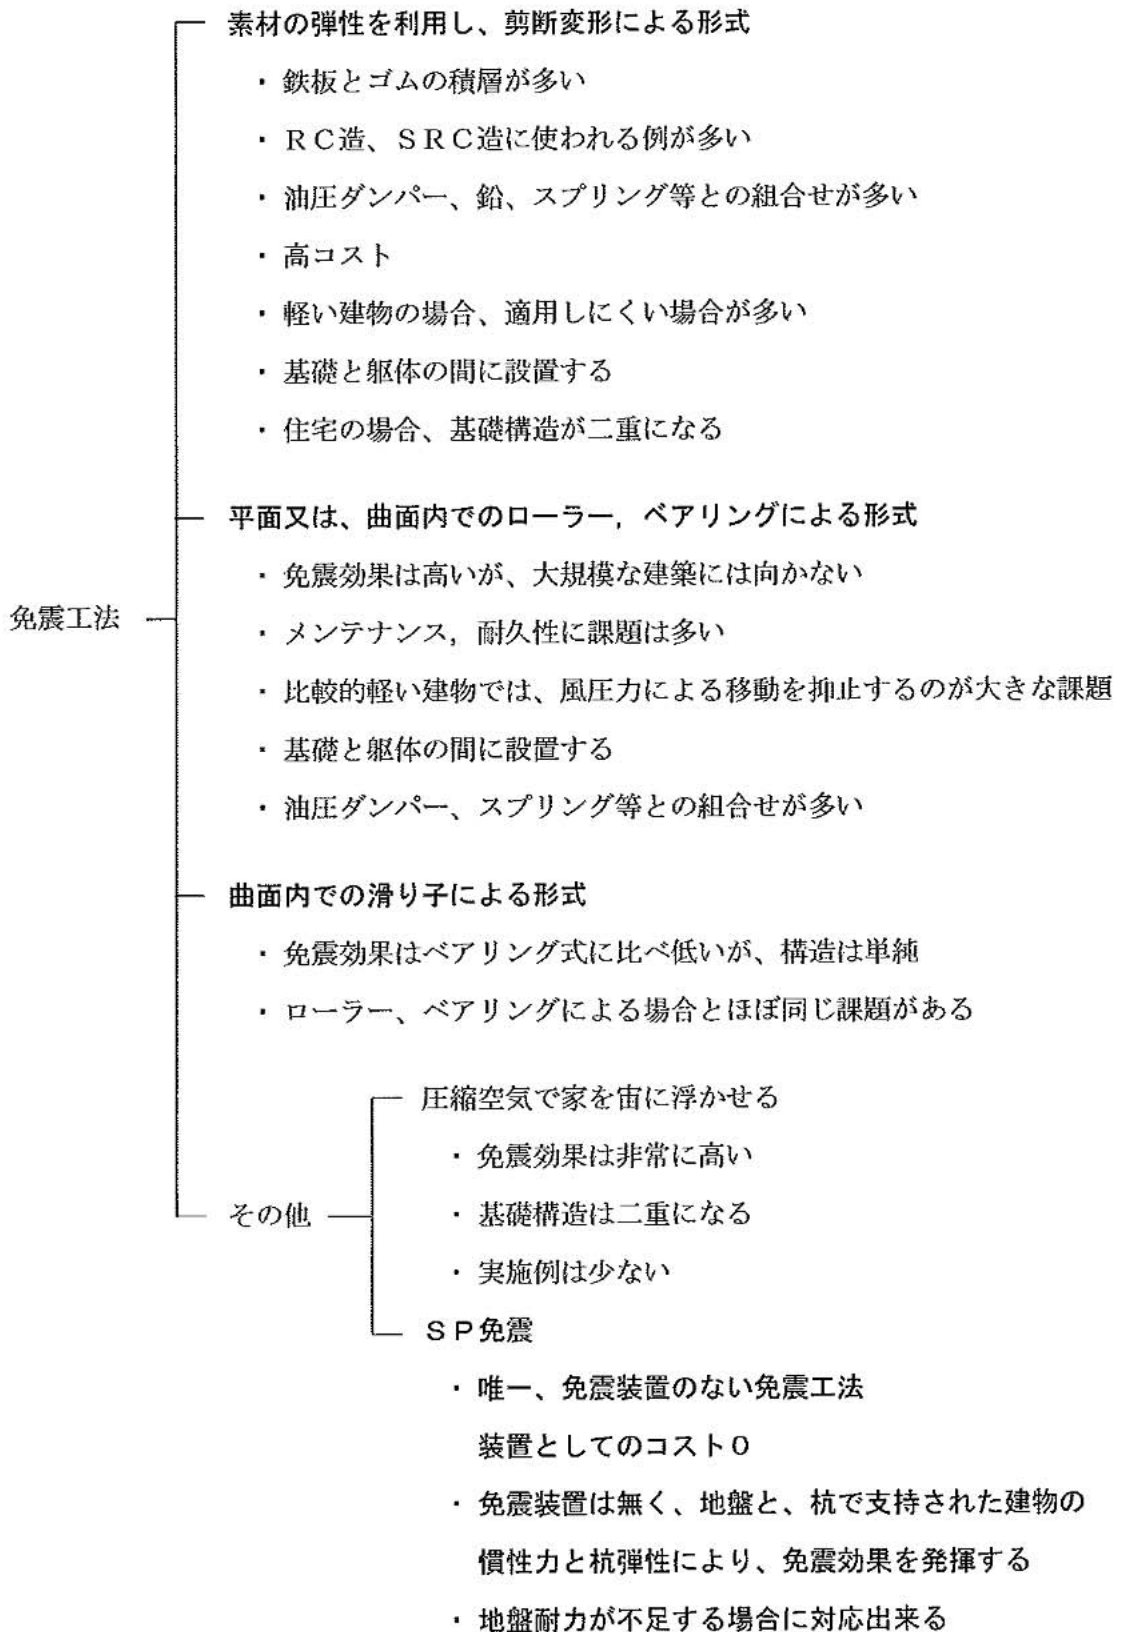 素材の弾性を利用し、剪断変形による形式
・鉄板とゴムの積層が多い
・ＲＣ造、ＳＲＣ造に使われる例が多い
・油圧ダンパー、鉛、スプリング等との組合せが多い
・高コスト
・軽い建物の場合、適用しにくい場合が多い
・基礎と躯体の間に設置する
・住宅の場合、基礎構造が二重になる
平面又は、曲面内でのローラー，ベアリングによる形式
・免震効果は高いが、大規模な建築には向かない
免震工法
・メンテナンス，耐久性に課題は多い
・比較的軽い建物では、風圧力による移動を抑止するのが大きな課題
・基礎と躯体の間に設置する
・油圧ダンパー、スプリング等との組合せが多い
曲面内での滑り子による形式
・免震効果はベアリング式に比べ低いが、構造は単純
・ローラー、ベアリングによる場合とほぼ同じ課題がある
その他
圧縮空気で家を宙に浮かせる
・免震効果は非常に高い
・基礎構造は二重になる
・実施例は少ない
ＳＰ免震
・唯一、免震装置のない免震工法
装置としてのコスト０
・免震装置は無く、地盤と、杭で支持された建物の
慣性力と杭弾性により、免震効果を発揮する
・地盤耐力が不足する場合に対応出来る